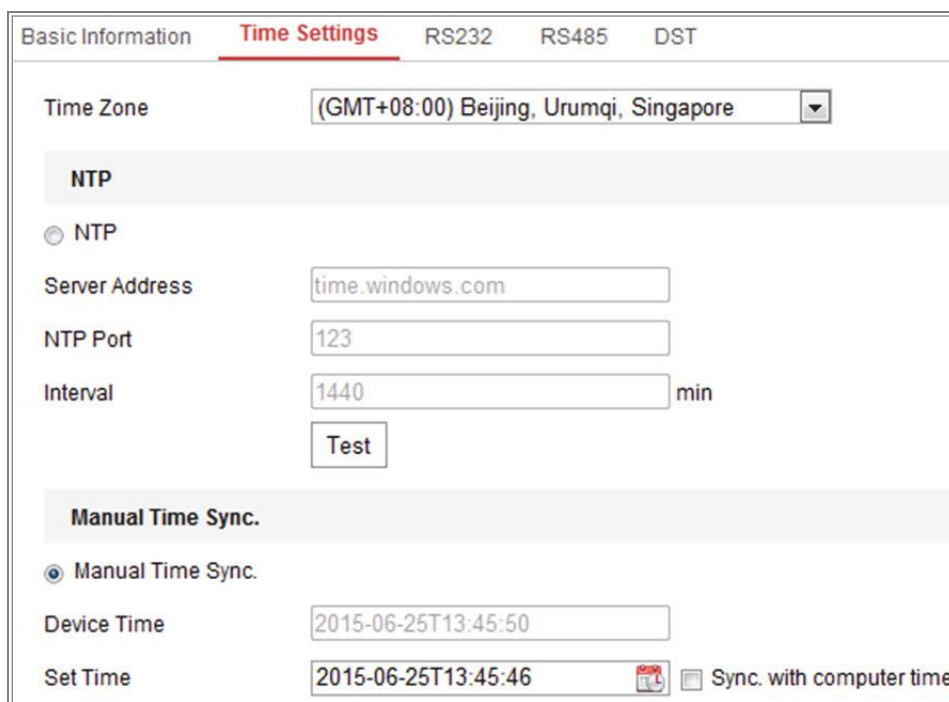 Basic Information Time Settings RS232 RS485 DST
Time Zone (GMT+08:00) Beijing, Urumqi, Singapore
NTP
NTP
Server Address time.windows.com
NTP Port 123
Interval 1440 min
Test
Manual Time Sync.
Manual Time Sync.
Device Time 2015-06-25T13:45:50
Set Time 2015-06-25T13:45:46 Sync. with computer time